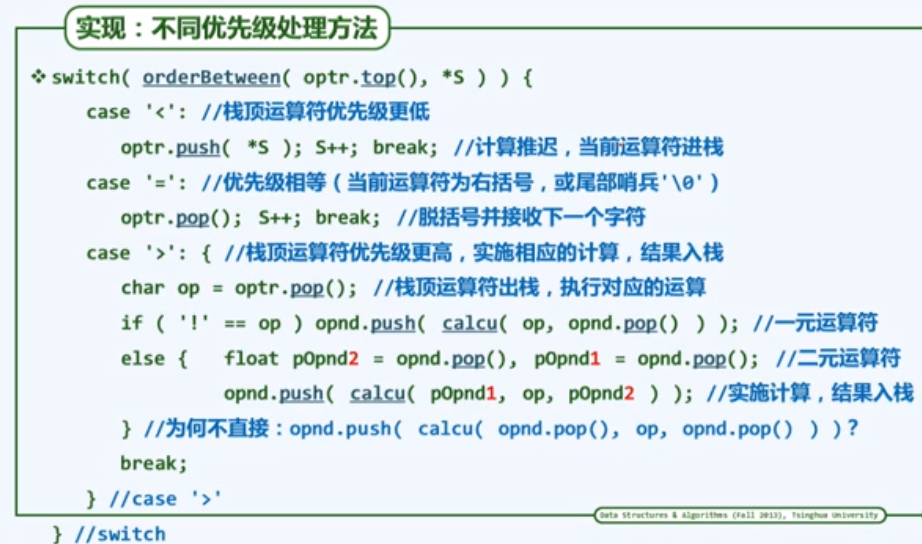 实现：不同优先级处理方法
❖ switch( orderBetween( optr.top(), *S ) ) {
case '<': //栈顶运算符优先级更低
optr.push( *S ); S++; break; //计算推迟，当前运算符进栈
case '=': //优先级相等（当前运算符为右括号，或尾部哨兵'\0'）
optr.pop(); S++; break; //脱括号并接收下一个字符
case '>': { //栈顶运算符优先级更高，实施相应的计算，结果入栈
char op = optr.pop(); //栈顶运算符出栈，执行对应的运算
if ( '!' == op ) opnd.push( calcu( op, opnd.pop() ) ); //一元运算符
else { float pOpnd2 = opnd.pop(), pOpnd1 = opnd.pop(); //二元运算符
opnd.push( calcu( pOpnd1, op, pOpnd2 ) ); //实施计算，结果入栈
} //为何不直接：opnd.push( calcu( opnd.pop(), op, opnd.pop() ) )？
break;
} //case '>'
Data Structures & Algorithms (Fall 2013), Tsinghua University
} //switch